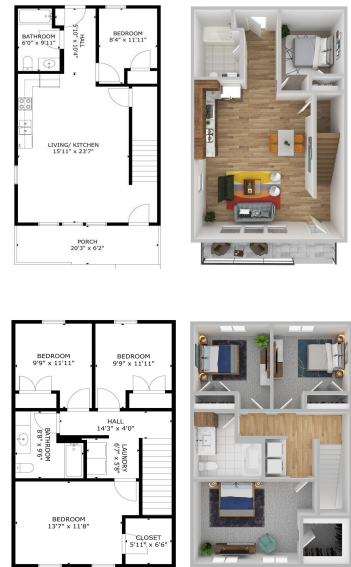 BATHROOM
6'0" x 9'11"
HALL
5'10" x 10'4"
BEDROOM
8'4" x 11'11"
LIVING/ KITCHEN
15'11" x 23'7"
PORCH
20'3" x 6'2"
BEDROOM
9'9" x 11'11"
BEDROOM
9'9" x 11'11"
HALL
14'3" x 4'0"
BATHROOM
8'8" x 9'6"
LAUNDRY
6'7" x 5'8"
BEDROOM
13'7" x 11'8"
CLOSET
5'11" x 6'6"